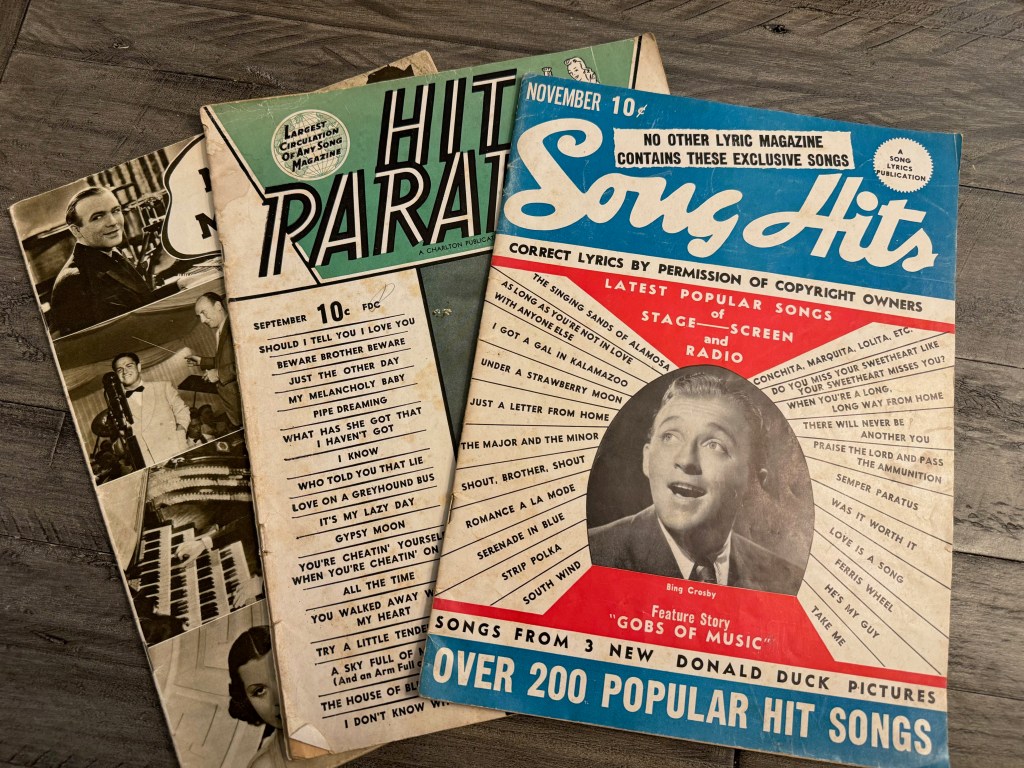 LARGEST
CIRCULATION
OF ANY SONG
MAGAZINE
HIT
PARA
A CHARLTON PUBLICA
SEPTEMBER 10c FDC
SHOULD I TELL YOU I LOVE YOU
BEWARE BROTHER BEWARE
JUST THE OTHER DAY
MY MELANCHOLY BABY
PIPE DREAMING
WHAT HAS SHE GOT THAT
I HAVEN'T GOT
I KNOW
WHO TOLD YOU THAT LIE
LOVE ON A GREYHOUND BUS
IT'S MY LAZY DAY
GYPSY MOON
YOU'RE CHEATIN' YOURSEL
WHEN YOU'RE CHEATIN' ON
ALL THE TIME
YOU WALKED AWAY W
MY HEART
TRY A LITTLE TENDE
A SKY FULL OF
(And an Arm Full o
THE HOUSE OF BL
I DON'T KNOW
NOVEMBER 10¢
NO OTHER LYRIC MAGAZINE
CONTAINS THESE EXCLUSIVE SONGS
A
SONG
LYRICS
PUBLICATION
Song Hits
CORRECT LYRICS BY PERMISSION OF COPYRIGHT OWNERS
LATEST POPULAR SONGS
of
STAGE—SCREEN
and
RADIO
THE SINGING SANDS OF ALAMOSA
AS LONG AS YOU'RE NOT IN LOVE
WITH ANYONE ELSE
I GOT A GAL IN KALAMAZOO
UNDER A STRAWBERRY MOON
JUST A LETTER FROM HOME
THE MAJOR AND THE MINOR
SHOUT, BROTHER, SHOUT
ROMANCE A LA MODE
SERENADE IN BLUE
STRIP POLKA
SOUTH WIND
CONCHITA, MARQUITA, LOLITA, ETC.
DO YOU MISS YOUR SWEETHEART LIKE
YOUR SWEETHEART MISSES YOU?
WHEN YOU'RE A LONG,
LONG WAY FROM HOME
THERE WILL NEVER BE
ANOTHER YOU
PRAISE THE LORD AND PASS
THE AMMUNITION
SEMPER PARATUS
WAS IT WORTH IT
LOVE IS A SONG
FERRIS WHEEL
HE'S MY GUY
TAKE ME
Bing Crosby
Feature Story
"GOBS OF MUSIC"
SONGS FROM 3 NEW DONALD DUCK PICTURES
OVER 200 POPULAR HIT SONGS